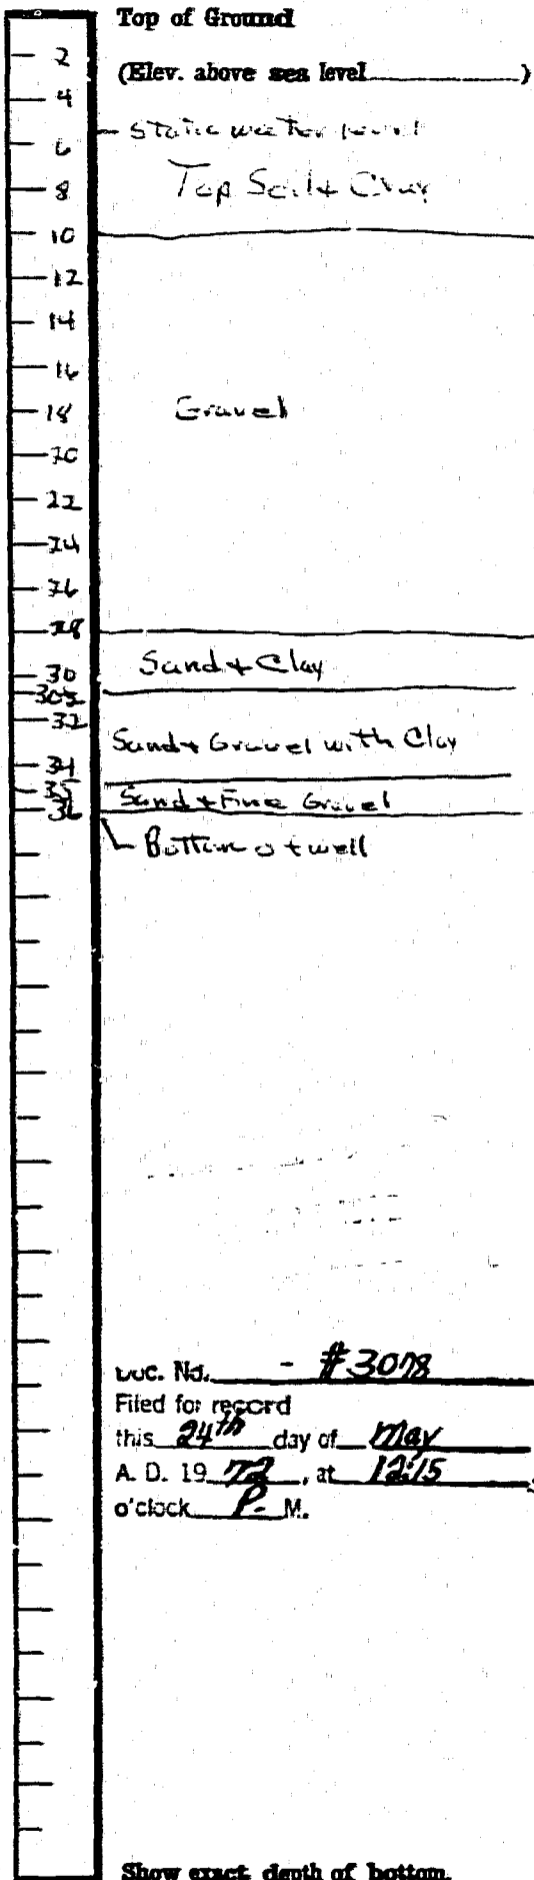 Top of Ground
2
(Elev. above sea level__________)
4
Static water level
6
Top Soil & Clay
8
10
12
14
16
18 Gravel
20
22
24
26
28
30 Sand & Clay
30.5
32
Sand & Gravel with Clay
34
35 Sand & Fine Gravel
36
Bottom of well
Doc. No. - #3078
Filed for record
this 24th day of May
A. D. 19 72, at 12:15
o'clock P. M.
Show exact depth of bottom.